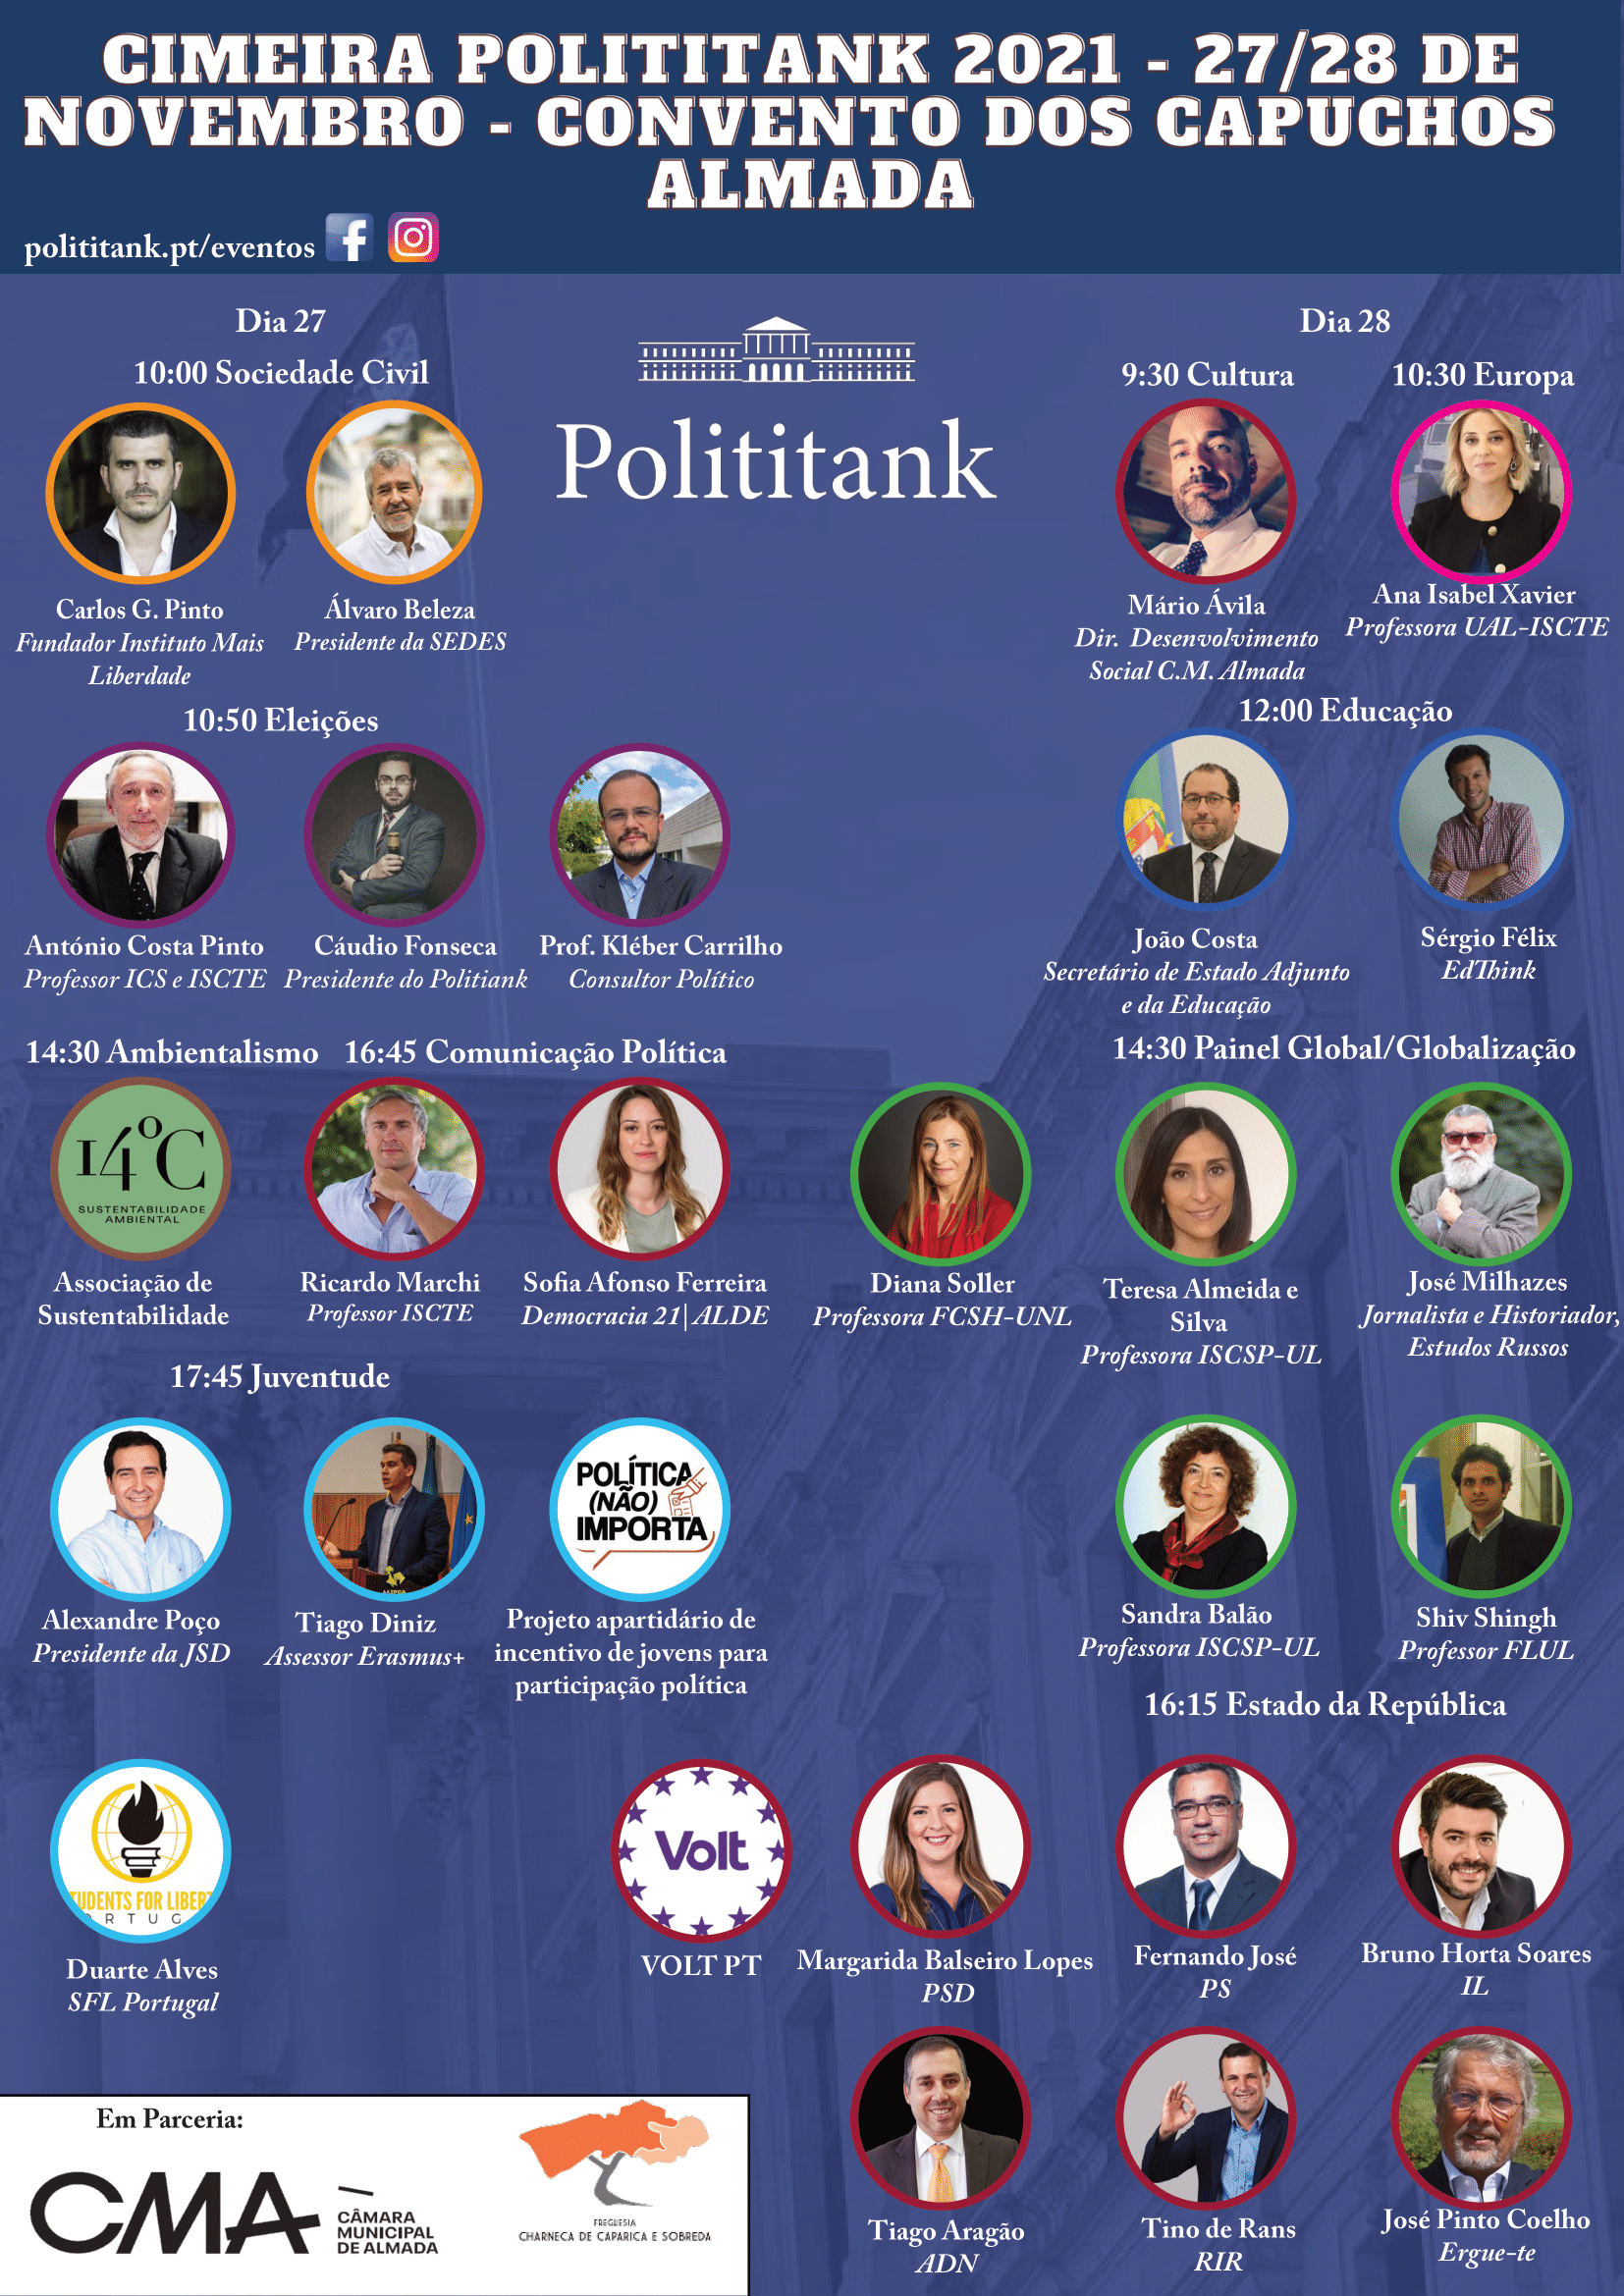 CIMEIRA POLITITANK 2021 - 27/28 DE
NOVEMBRO - CONVENTO DOS CAPUCHOS
ALMADA
polititank.pt/eventos
Polititank
Dia 27
10:00 Sociedade Civil
Carlos G. Pinto
Fundador Instituto Mais
Liberdade
Álvaro Beleza
Presidente da SEDES
10:50 Eleições
António Costa Pinto
Professor ICS e ISCTE
Cáudio Fonseca
Presidente do Politiank
Prof. Kléber Carrilho
Consultor Político
14:30 Ambientalismo
14ºC
SUSTENTABILIDADE
AMBIENTAL
Associação de
Sustentabilidade
16:45 Comunicação Política
Ricardo Marchi
Professor ISCTE
Sofia Afonso Ferreira
Democracia 21| ALDE
17:45 Juventude
Alexandre Poço
Presidente da JSD
Tiago Diniz
Assessor Erasmus+
POLÍTICA
(NÃO)
IMPORTA
Projeto apartidário de
incentivo de jovens para
participação política
UDENTS FOR LIBERT
ORTUG
Duarte Alves
SFL Portugal
Dia 28
9:30 Cultura
Mário Ávila
Dir. Desenvolvimento
Social C.M. Almada
10:30 Europa
Ana Isabel Xavier
Professora UAL-ISCTE
12:00 Educação
João Costa
Secretário de Estado Adjunto
e da Educação
Sérgio Félix
EdThink
14:30 Painel Global/Globalização
Diana Soller
Professora FCSH-UNL
Teresa Almeida e
Silva
Professora ISCSP-UL
José Milhazes
Jornalista e Historiador,
Estudos Russos
Sandra Balão
Professora ISCSP-UL
Shiv Shingh
Professor FLUL
16:15 Estado da República
Volt
VOLT PT
Margarida Balseiro Lopes
PSD
Fernando José
PS
Bruno Horta Soares
IL
Tiago Aragão
ADN
Tino de Rans
RIR
José Pinto Coelho
Ergue-te
Em Parceria:
CMA
CÂMARA
MUNICIPAL
DE ALMADA
FREGUESIA
CHARNECA DE CAPARICA E SOBREDA